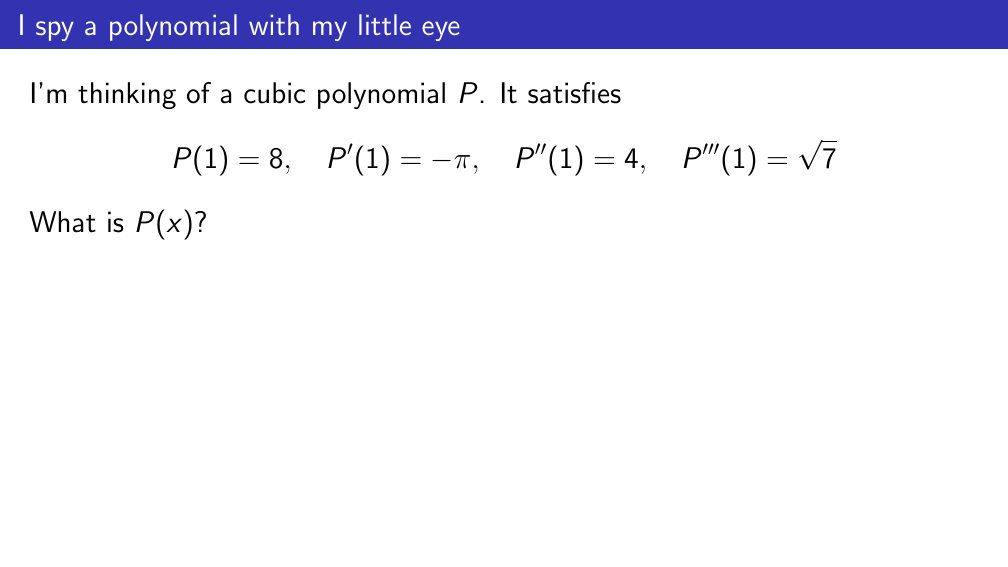 I spy a polynomial with my little eye
I'm thinking of a cubic polynomial P. It satisfies
P(1) = 8, P′(1) = −π, P′′(1) = 4, P′′′(1) = √7
What is P(x)?